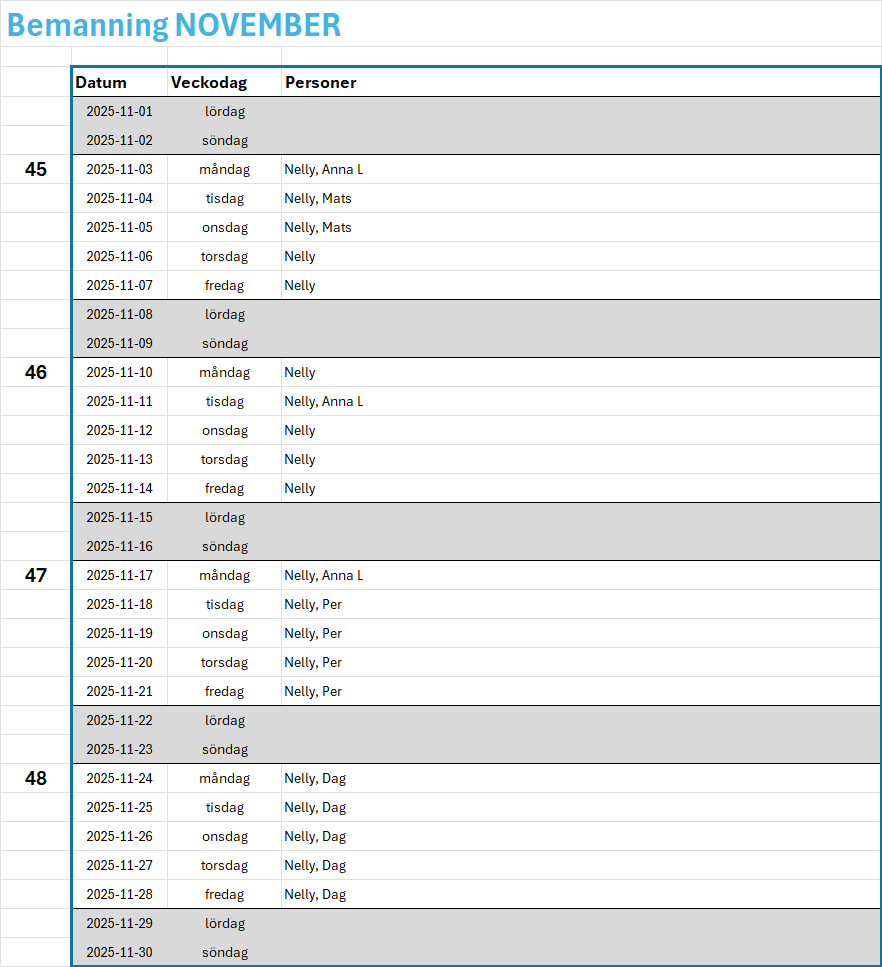 Bemanning NOVEMBER
Datum Veckodag Personer
2025-11-01 lördag
2025-11-02 söndag
45 2025-11-03 måndag Nelly, Anna L
2025-11-04 tisdag Nelly, Mats
2025-11-05 onsdag Nelly, Mats
2025-11-06 torsdag Nelly
2025-11-07 fredag Nelly
2025-11-08 lördag
2025-11-09 söndag
46 2025-11-10 måndag Nelly
2025-11-11 tisdag Nelly, Anna L
2025-11-12 onsdag Nelly
2025-11-13 torsdag Nelly
2025-11-14 fredag Nelly
2025-11-15 lördag
2025-11-16 söndag
47 2025-11-17 måndag Nelly, Anna L
2025-11-18 tisdag Nelly, Per
2025-11-19 onsdag Nelly, Per
2025-11-20 torsdag Nelly, Per
2025-11-21 fredag Nelly, Per
2025-11-22 lördag
2025-11-23 söndag
48 2025-11-24 måndag Nelly, Dag
2025-11-25 tisdag Nelly, Dag
2025-11-26 onsdag Nelly, Dag
2025-11-27 torsdag Nelly, Dag
2025-11-28 fredag Nelly, Dag
2025-11-29 lördag
2025-11-30 söndag